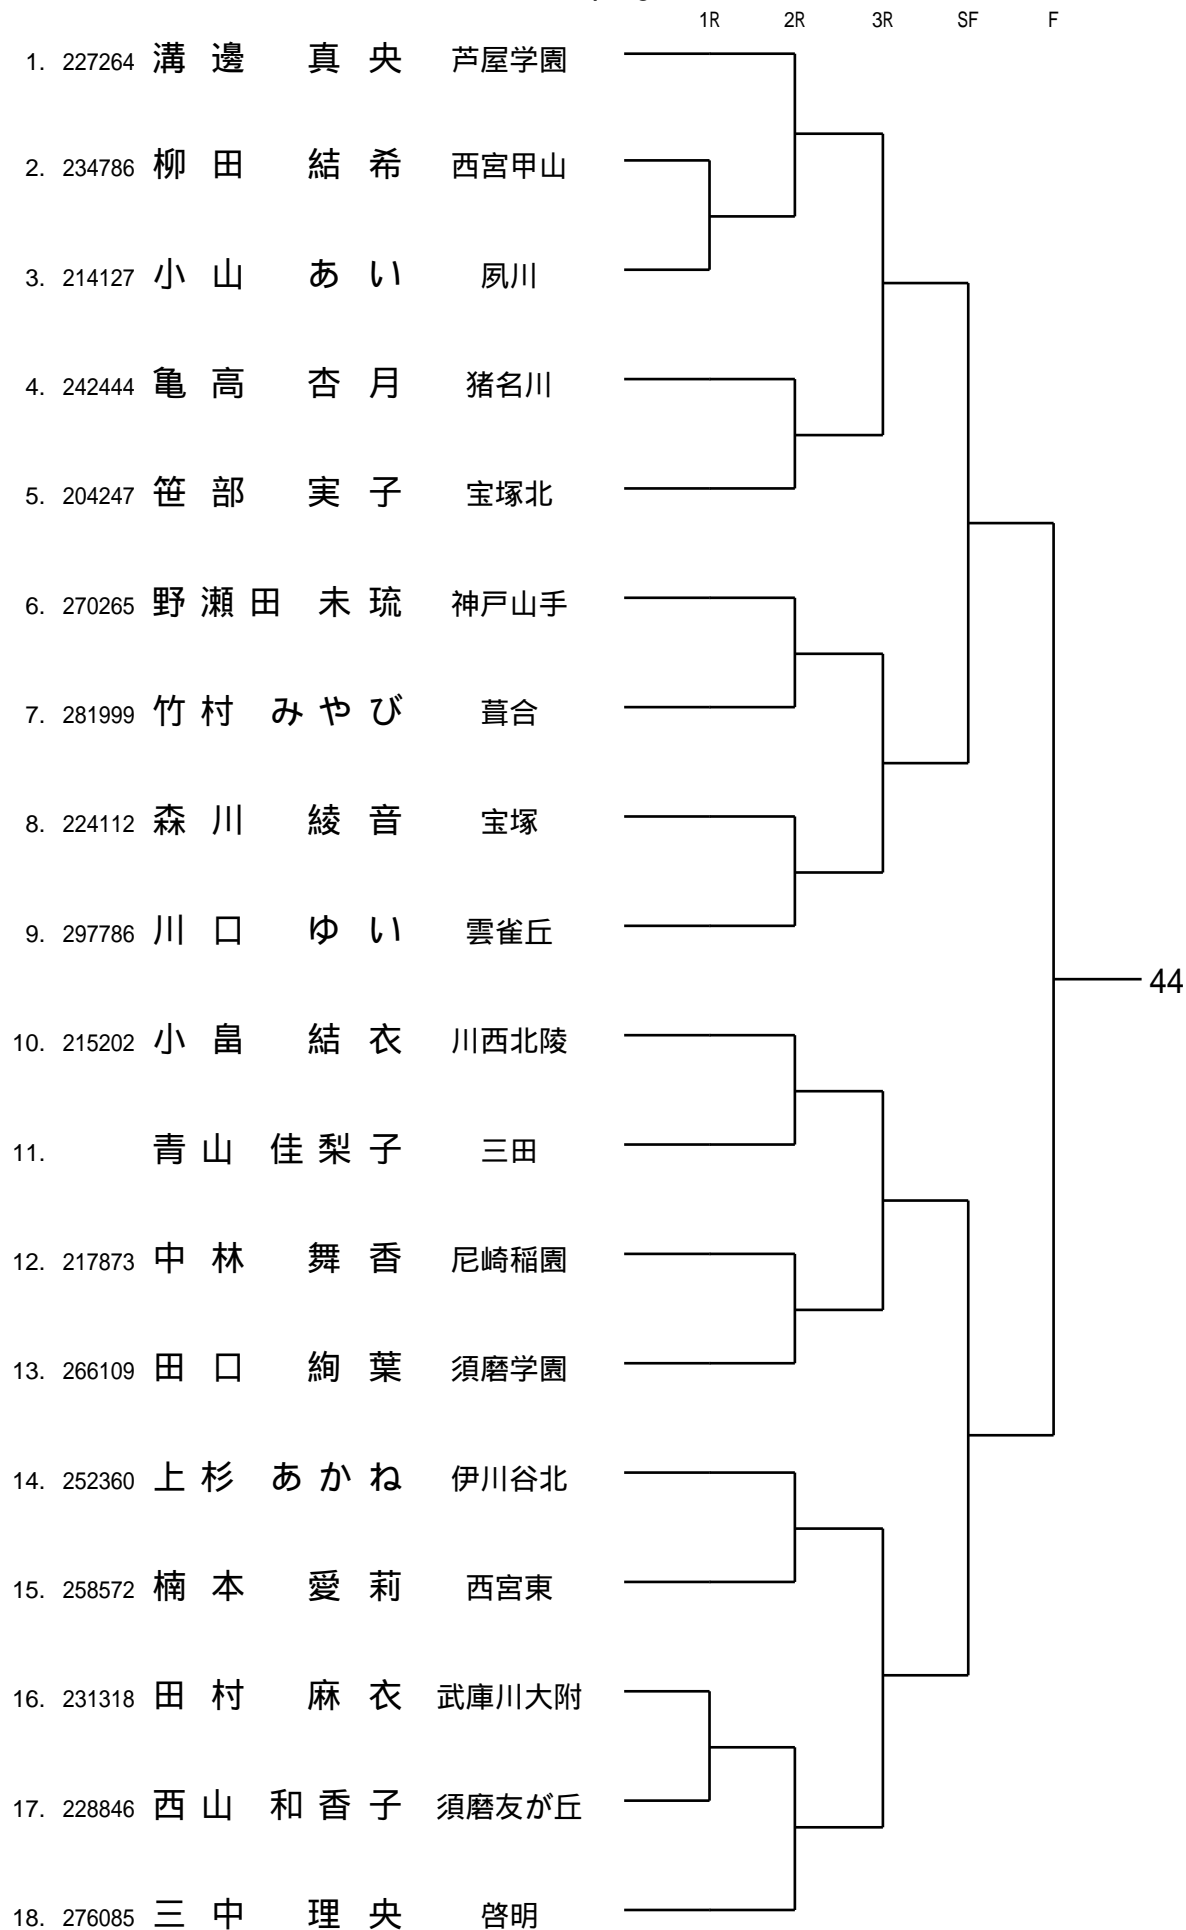 1R 2R 3R SF F
1. 227264 溝邊 真央 芦屋学園
2. 234786 柳田 結希 西宮甲山
3. 214127 小山 あい 夙川
4. 242444 亀高 杏月 猪名川
5. 204247 笹部 実子 宝塚北
6. 270265 野瀬田 未琉 神戸山手
7. 281999 竹村 みやび 葺合
8. 224112 森川 綾音 宝塚
9. 297786 川口 ゆい 雲雀丘
44
10. 215202 小畠 結衣 川西北陵
11. 青山 佳梨子 三田
12. 217873 中林 舞香 尼崎稲園
13. 266109 田口 絢葉 須磨学園
14. 252360 上杉 あかね 伊川谷北
15. 258572 楠本 愛莉 西宮東
16. 231318 田村 麻衣 武庫川大附
17. 228846 西山 和香子 須磨友が丘
18. 276085 三中 理央 啓明